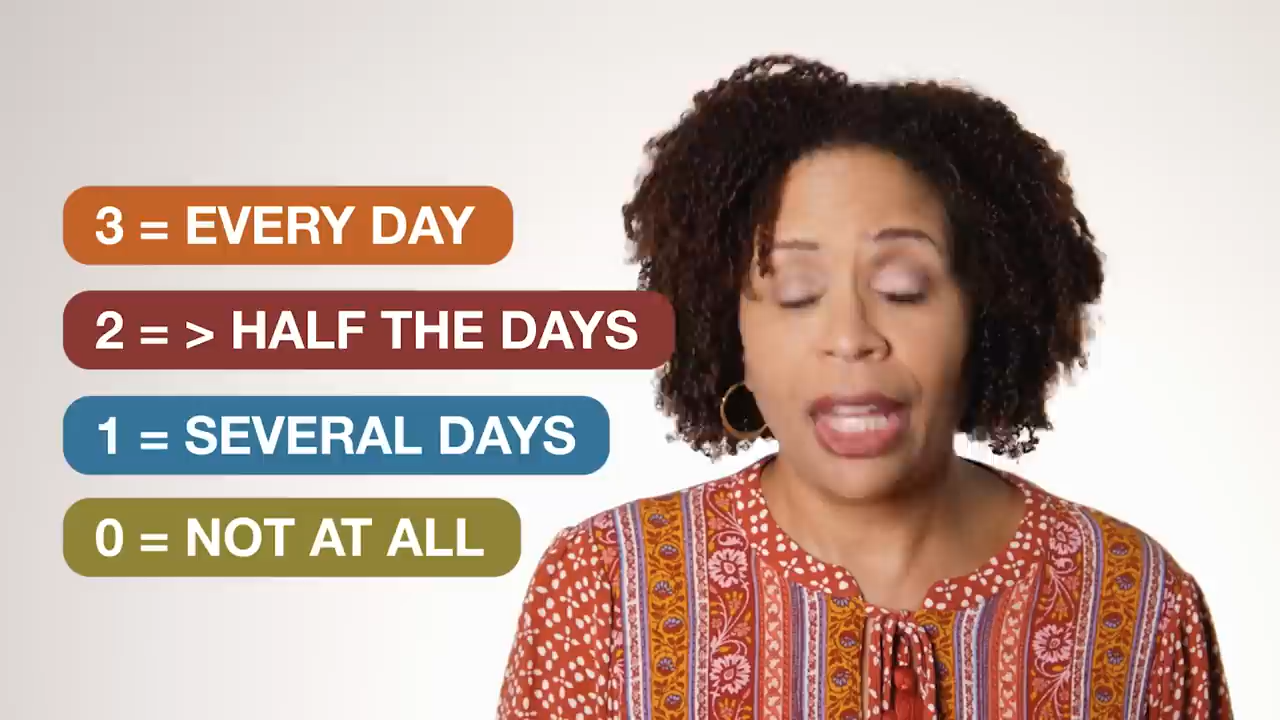 3 = EVERY DAY
2 = > HALF THE DAYS
1 = SEVERAL DAYS
0 = NOT AT ALL